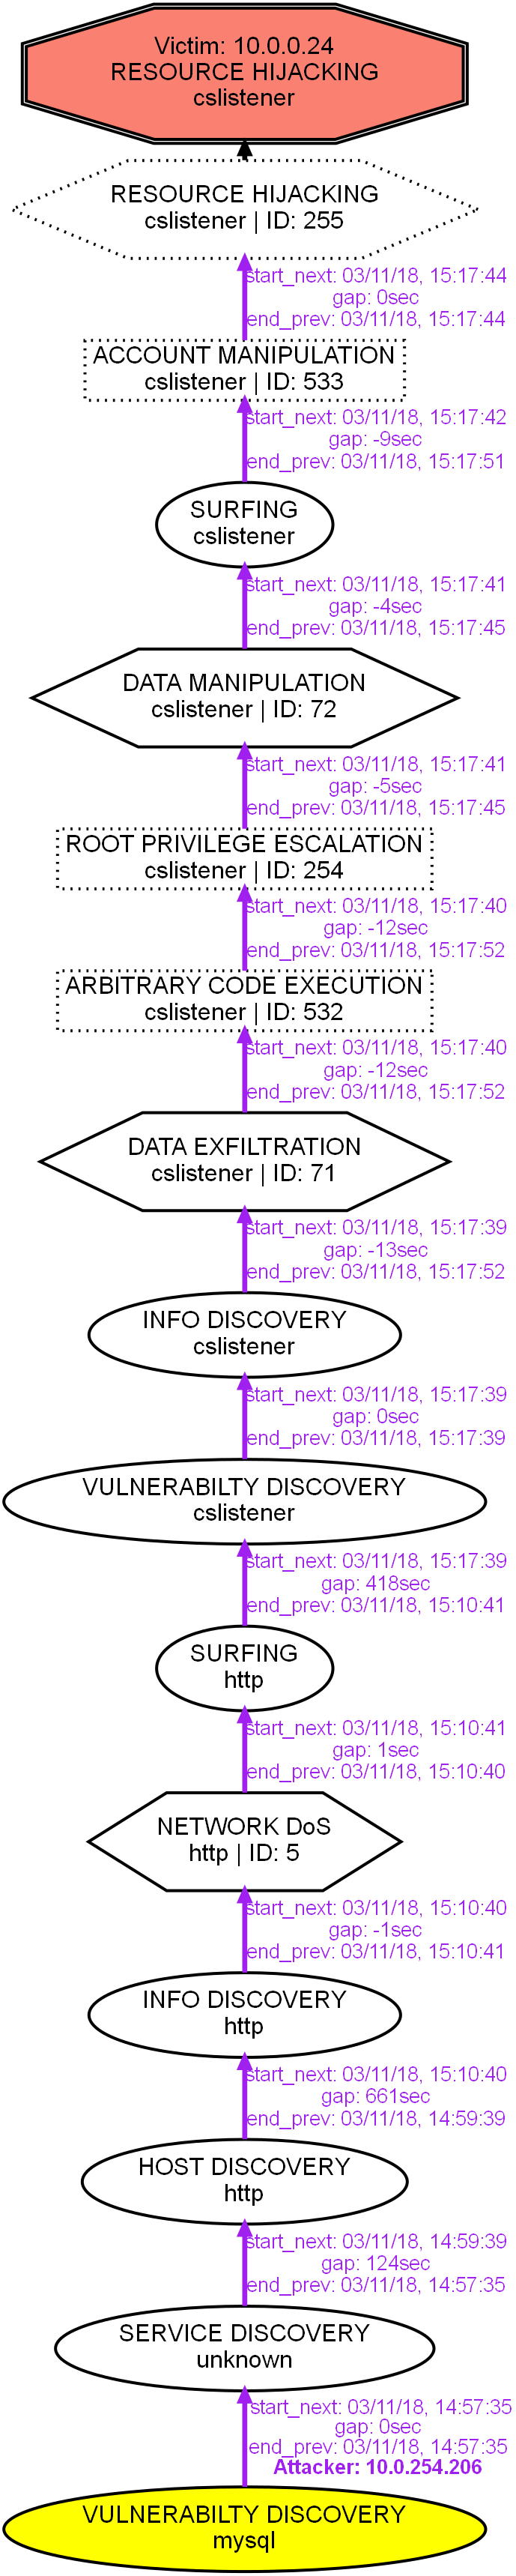 Victim: 10.0.0.24
RESOURCE HIJACKING
cslistener
RESOURCE HIJACKING
cslistener | ID: 255
start_next: 03/11/18, 15:17:44
gap: 0sec
end_prev: 03/11/18, 15:17:44
ACCOUNT MANIPULATION
cslistener | ID: 533
start_next: 03/11/18, 15:17:42
gap: -9sec
end_prev: 03/11/18, 15:17:51
SURFING
cslistener
start_next: 03/11/18, 15:17:41
gap: -4sec
end_prev: 03/11/18, 15:17:45
DATA MANIPULATION
cslistener | ID: 72
start_next: 03/11/18, 15:17:41
gap: -5sec
end_prev: 03/11/18, 15:17:45
ROOT PRIVILEGE ESCALATION
cslistener | ID: 254
start_next: 03/11/18, 15:17:40
gap: -12sec
end_prev: 03/11/18, 15:17:52
ARBITRARY CODE EXECUTION
cslistener | ID: 532
start_next: 03/11/18, 15:17:40
gap: -12sec
end_prev: 03/11/18, 15:17:52
DATA EXFILTRATION
cslistener | ID: 71
start_next: 03/11/18, 15:17:39
gap: -13sec
end_prev: 03/11/18, 15:17:52
INFO DISCOVERY
cslistener
start_next: 03/11/18, 15:17:39
gap: 0sec
end_prev: 03/11/18, 15:17:39
VULNERABILTY DISCOVERY
cslistener
start_next: 03/11/18, 15:17:39
gap: 418sec
end_prev: 03/11/18, 15:10:41
SURFING
http
start_next: 03/11/18, 15:10:41
gap: 1sec
end_prev: 03/11/18, 15:10:40
NETWORK DoS
http | ID: 5
start_next: 03/11/18, 15:10:40
gap: -1sec
end_prev: 03/11/18, 15:10:41
INFO DISCOVERY
http
start_next: 03/11/18, 15:10:40
gap: 661sec
end_prev: 03/11/18, 14:59:39
HOST DISCOVERY
http
start_next: 03/11/18, 14:59:39
gap: 124sec
end_prev: 03/11/18, 14:57:35
SERVICE DISCOVERY
unknown
start_next: 03/11/18, 14:57:35
gap: 0sec
end_prev: 03/11/18, 14:57:35
Attacker: 10.0.254.206
VULNERABILTY DISCOVERY
mysql